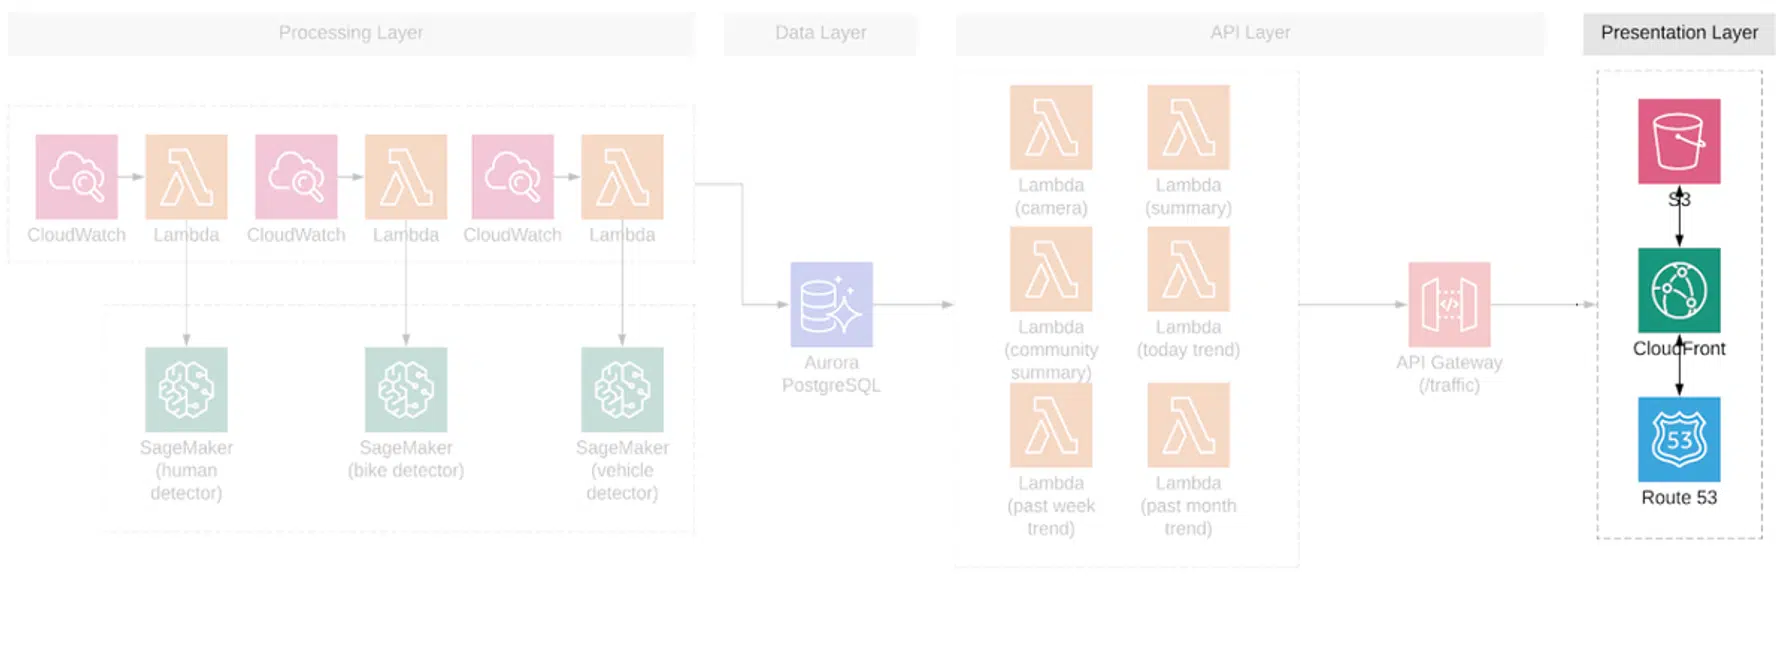 Processing Layer
Data Layer
API Layer
Presentation Layer
CloudWatch
Lambda
CloudWatch
Lambda
CloudWatch
Lambda
SageMaker
(human
detector)
SageMaker
(bike detector)
SageMaker
(vehicle
detector)
Aurora
PostgreSQL
Lambda
(camera)
Lambda
(summary)
Lambda
(community
summary)
Lambda
(today trend)
Lambda
(past week
trend)
Lambda
(past month
trend)
</>
API Gateway
(/traffic)
S3
CloudFront
53
Route 53